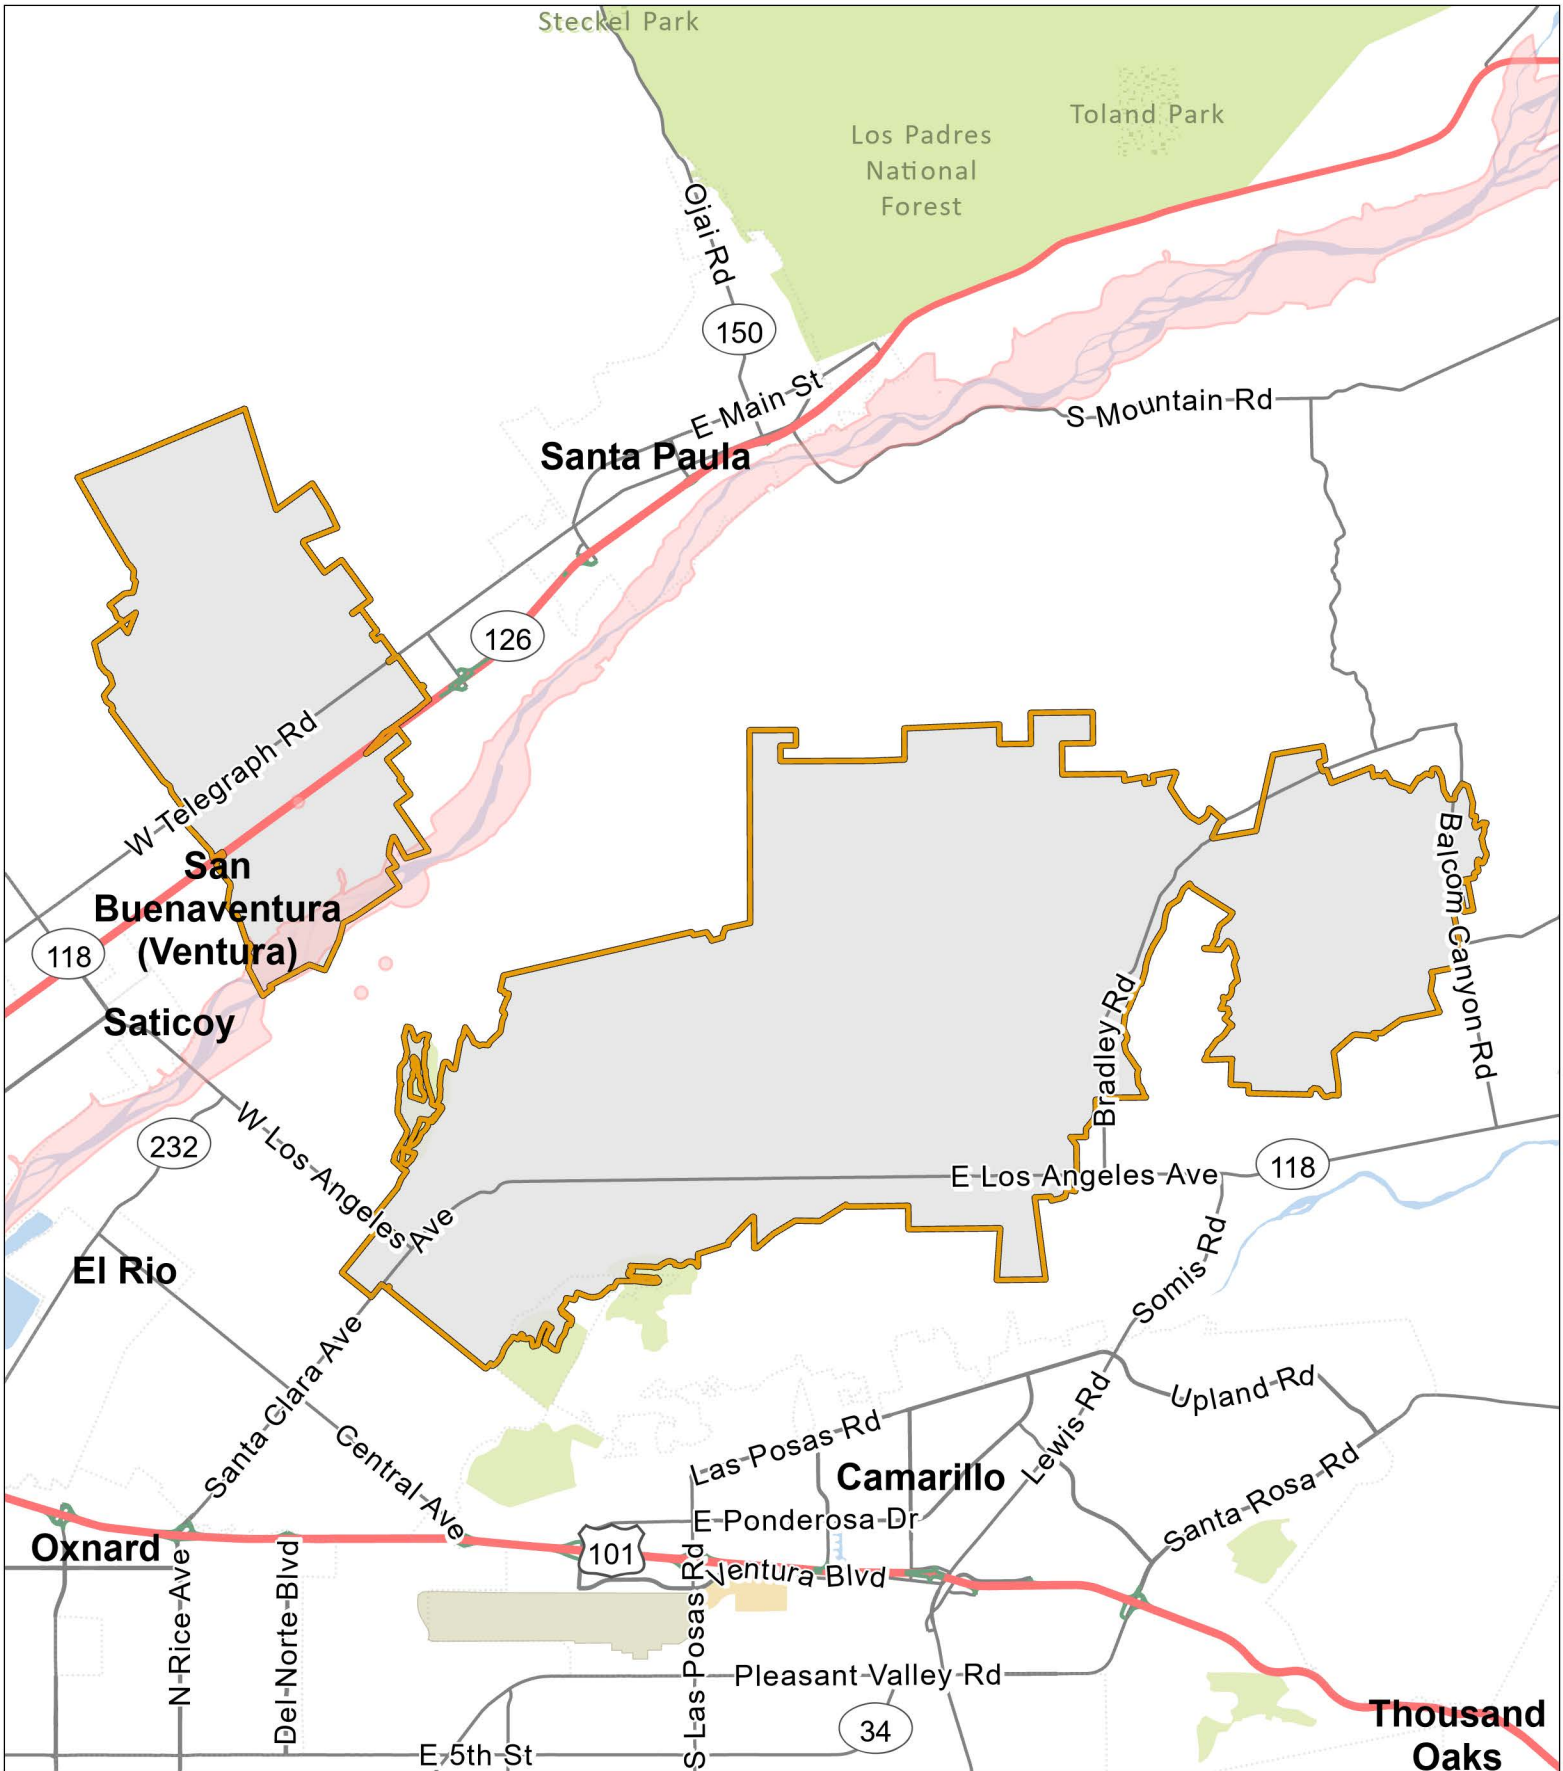 Steckel Park
Toland Park
Los Padres
National
Forest
Ojai Rd
150
E Main St
S Mountain Rd
Santa Paula
126
W Telegraph Rd
San
Buenaventura
(Ventura)
118
Saticoy
Balcom Canyon Rd
Bradley Rd
232
W Los Angeles Ave
E Los Angeles Ave
118
El Rio
Somis Rd
Santa Clara Ave
Upland Rd
Central Ave
Las Posas Rd
Lewis Rd
Camarillo
Santa Rosa Rd
E Ponderosa Dr
Oxnard
101
Ventura Blvd
N Rice Ave
Del Norte Blvd
S Las Posas Rd
Pleasant Valley Rd
34
Thousand
Oaks
E 5th St